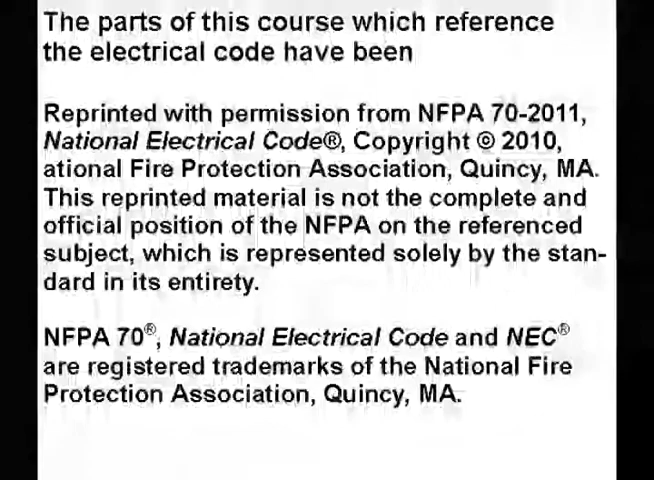 The parts of this course which reference
the electrical code have been
Reprinted with permission from NFPA 70-2011,
National Electrical Code®, Copyright © 2010,
ational Fire Protection Association, Quincy, MA.
This reprinted material is not the complete and
official position of the NFPA on the referenced
subject, which is represented solely by the stan-
dard in its entirety.
NFPA 70®, National Electrical Code and NEC®
are registered trademarks of the National Fire
Protection Association, Quincy, MA.